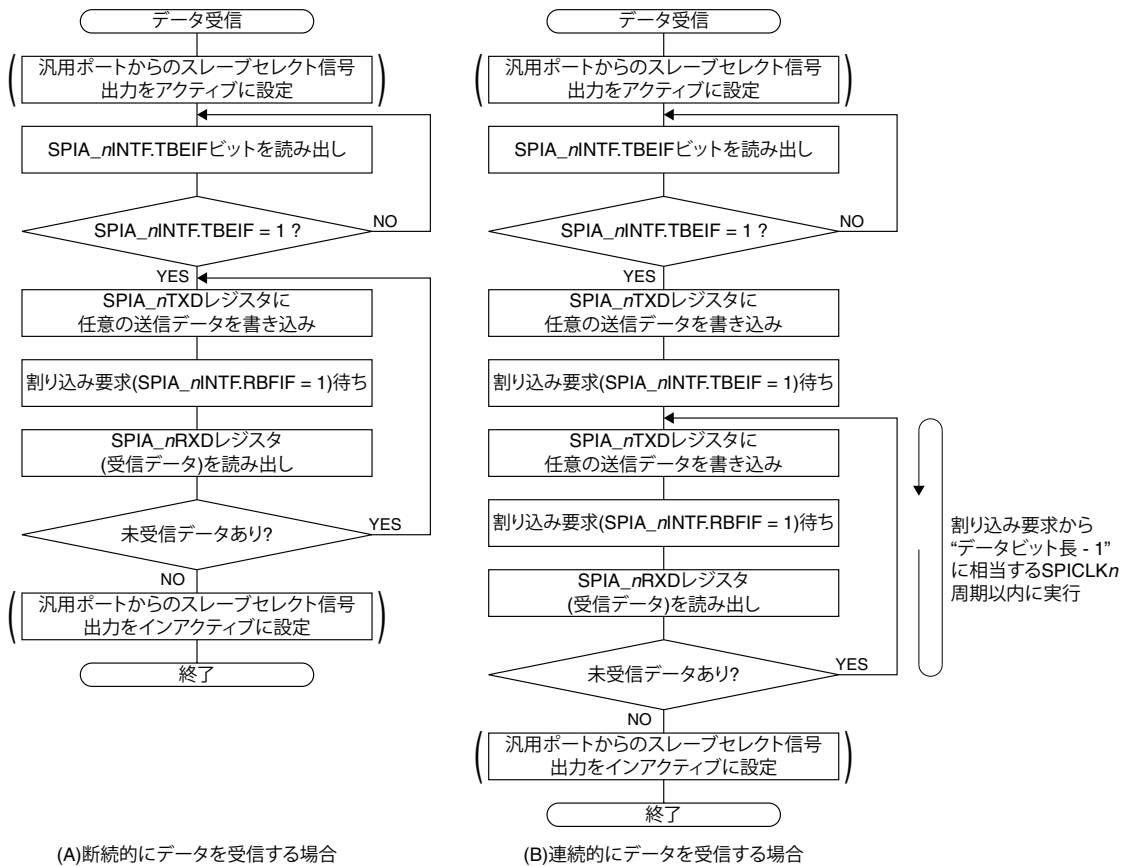 データ受信
汎用ポートからのスレーブセレクト信号
出力をアクティブに設定
SPIA_nINTF.TBEIFビットを読み出し
SPIA_nINTF.TBEIF = 1 ?
NO
YES
SPIA_nTXDレジスタに
任意の送信データを書き込み
割り込み要求(SPIA_nINTF.RBFIF = 1)待ち
SPIA_nRXDレジスタ
(受信データ)を読み出し
未受信データあり?
YES
NO
汎用ポートからのスレーブセレクト信号
出力をインアクティブに設定
終了
(A)断続的にデータを受信する場合
データ受信
汎用ポートからのスレーブセレクト信号
出力をアクティブに設定
SPIA_nINTF.TBEIFビットを読み出し
SPIA_nINTF.TBEIF = 1 ?
NO
YES
SPIA_nTXDレジスタに
任意の送信データを書き込み
割り込み要求(SPIA_nINTF.TBEIF = 1)待ち
SPIA_nTXDレジスタに
任意の送信データを書き込み
割り込み要求(SPIA_nINTF.RBFIF = 1)待ち
SPIA_nRXDレジスタ
(受信データ)を読み出し
未受信データあり?
YES
NO
汎用ポートからのスレーブセレクト信号
出力をインアクティブに設定
終了
割り込み要求から
“データビット長 - 1”
に相当するSPICLKn
周期以内に実行
(B)連続的にデータを受信する場合